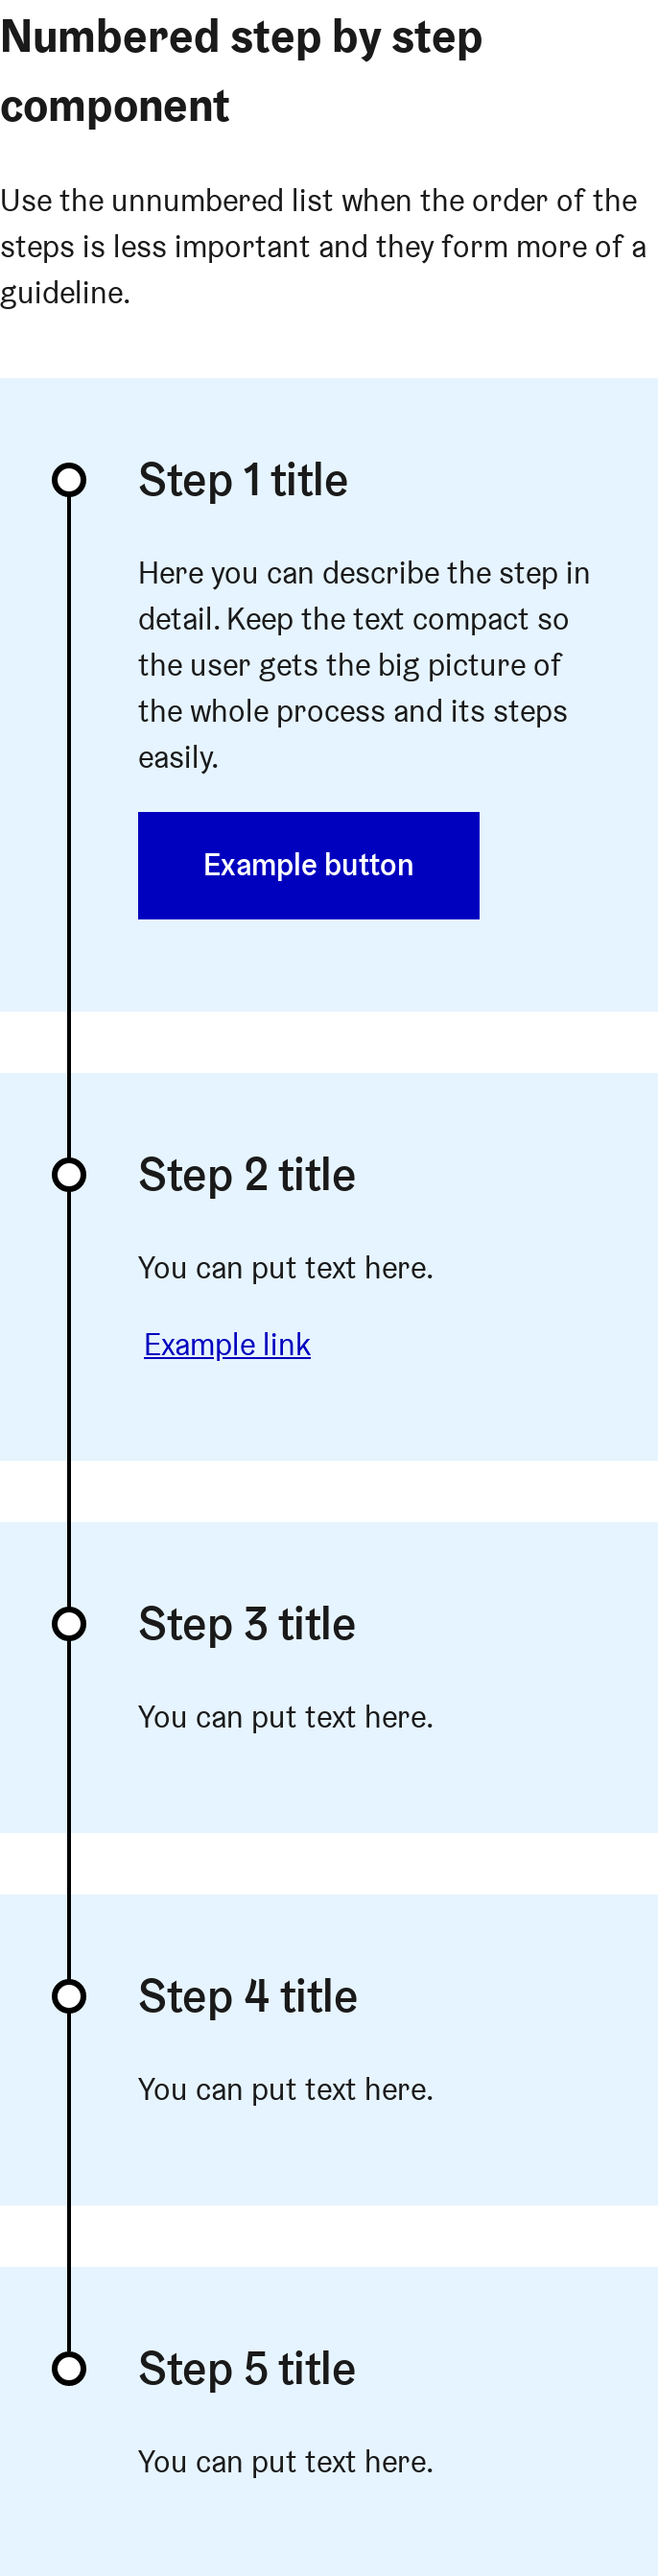 Numbered step by step
component
Use the unnumbered list when the order of the
steps is less important and they form more of a
guideline.
Step 1 title
Here you can describe the step in
detail. Keep the text compact so
the user gets the big picture of
the whole process and its steps
easily.
Example button
Step 2 title
You can put text here.
Example link
Step 3 title
You can put text here.
Step 4 title
You can put text here.
Step 5 title
You can put text here.